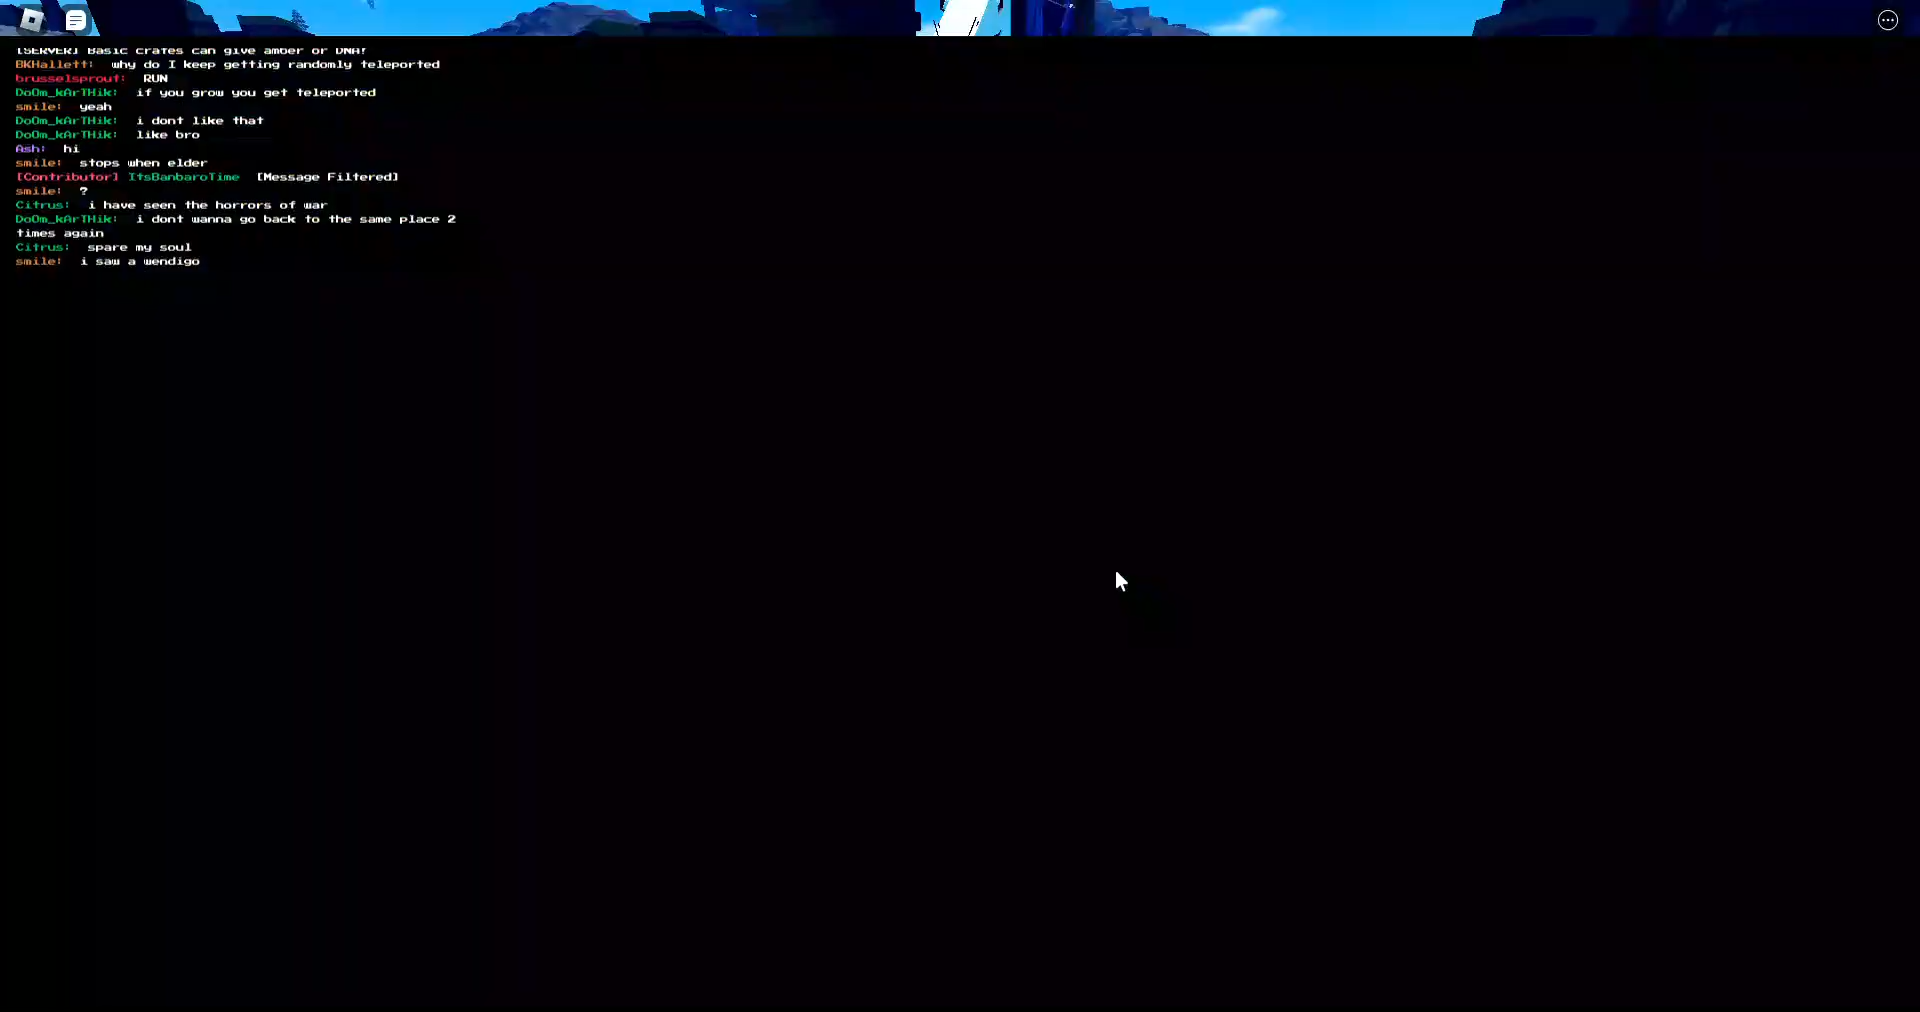 [SERVER] Basic crates can give amber or DNA!
BKHallett: why do I keep getting randomly teleported
brusselsprout: RUN
DoOm_kArTHik: if you grow you get teleported
smile: yeah
DoOm_kArTHik: i dont like that
DoOm_kArTHik: like bro
Ash: hi
smile: stops when elder
[Contributor] ItsBanbaroTime [Message Filtered]
smile: ?
Citrus: i have seen the horrors of war
DoOm_kArTHik: i dont wanna go back to the same place 2
times again
Citrus: spare my soul
smile: i saw a wendigo